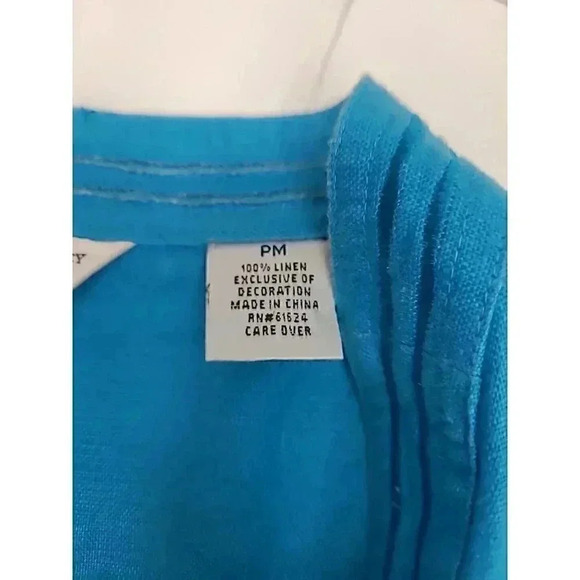 PM
100% LINEN
EXCLUSIVE OF
DECORATION
MADE IN CHINA
RN#61624
CARE OVER